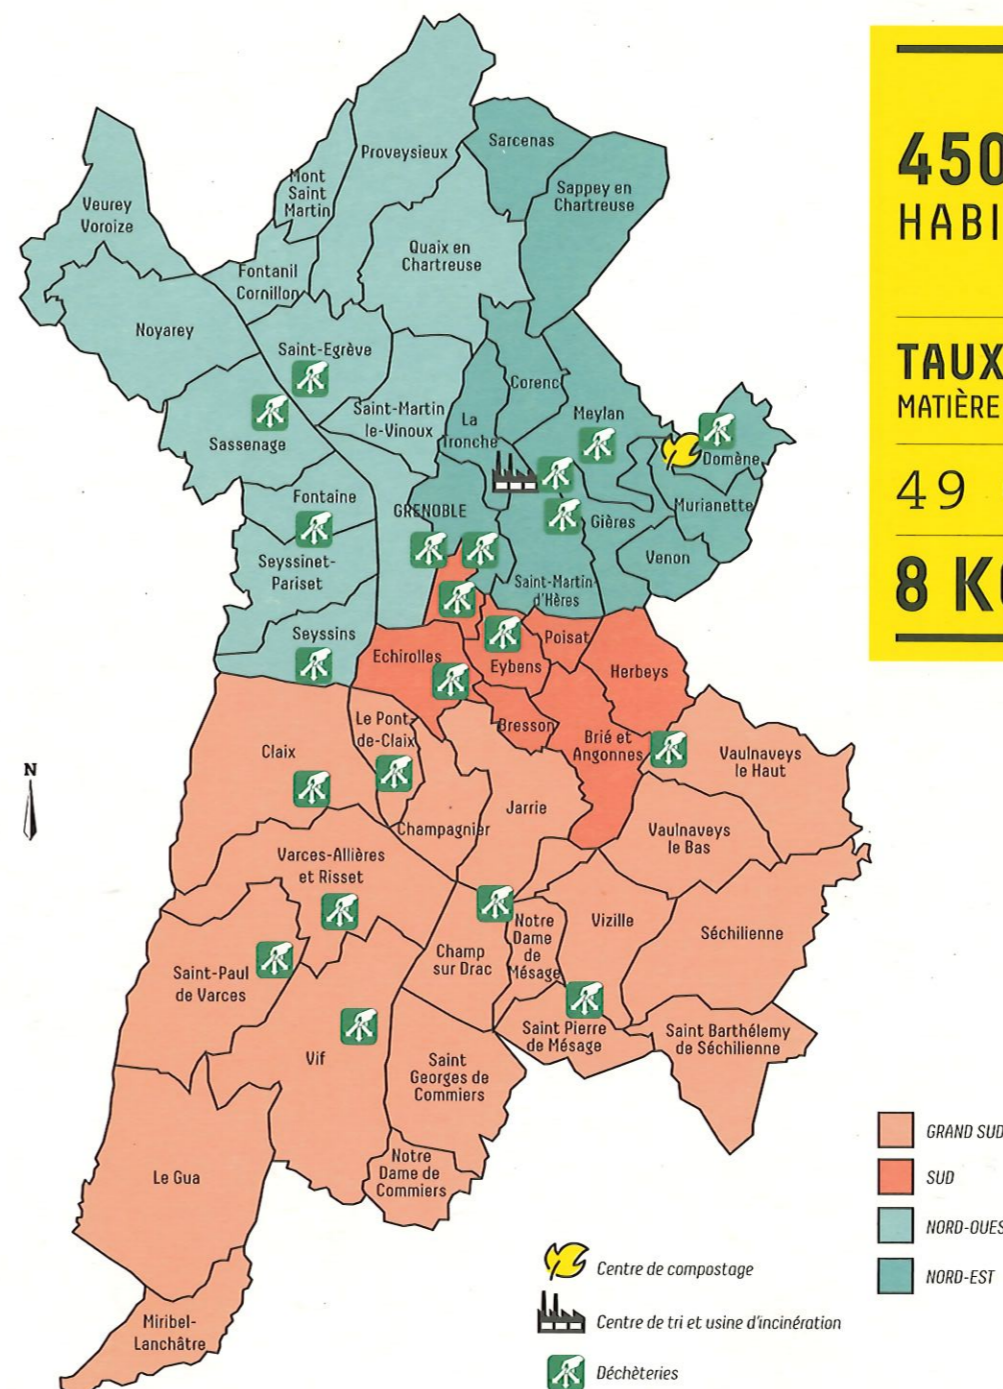 Sarcenas
Proveysieux
Mont
Saint
Martin
Sappey en
Chartreuse
Veurey
Voroize
Quaix en
Chartreuse
Fontanil
Cornillon
Noyarey
Saint-Egrève
Corenc
Saint-Martin
le-Vinoux
La
Tronche
Meylan
Sassenage
Domène
Fontaine
GRENOBLE
Murianette
Gières
Seyssinet-
Pariset
Venon
Saint-Martin-
d'Hères
Seyssins
Poisat
Echirolles
Eybens
Herbeys
Le Pont-
de-Claix
Bresson
Brié et
Angonnes
Claix
Vaulnaveys
le Haut
N
Jarrie
Champagnier
Vaulnaveys
le Bas
Varces-Allières
et Risset
Notre
Dame
de
Mésage
Vizille
Séchilienne
Champ
sur Drac
Saint-Paul
de Varces
Saint Pierre
de Mésage
Saint Barthélemy
de Séchilienne
Vif
Saint
Georges de
Commiers
Notre
Dame de
Commiers
Le Gua
Miribel-
Lanchâtre
450
HABI
TAUX
MATIÈRE
49
8 KG
GRAND SUD
SUD
NORD-OUES
NORD-EST
Centre de compostage
Centre de tri et usine d'incinération
Déchèteries